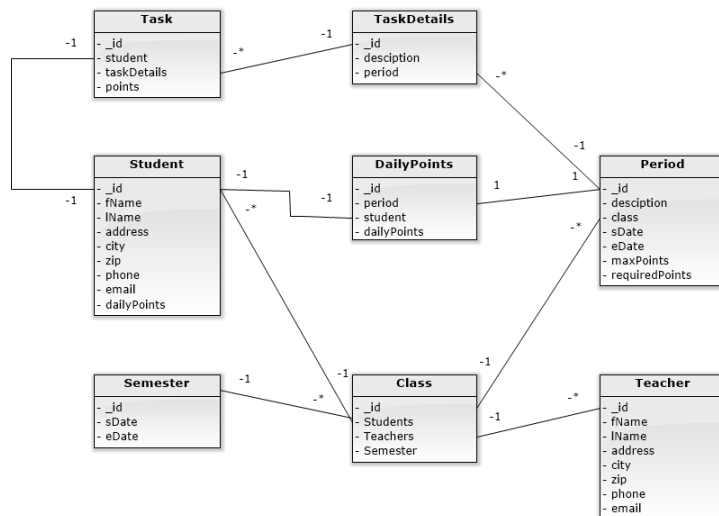 Task
- _id
- student
- taskDetails
- points
TaskDetails
- _id
- desciption
- period
-1
-*
-1
-*
-1
-1
Student
- _id
- fName
- lName
- address
- city
- zip
- phone
- email
- dailyPoints
-1
-*
-1
DailyPoints
- _id
- period
- student
- dailyPoints
1
1
Period
- _id
- desciption
- class
- sDate
- eDate
- maxPoints
- requiredPoints
-*
-1
Semester
- _id
- sDate
- eDate
-1
-*
-1
Class
- _id
- Students
- Teachers
- Semester
-1
-*
Teacher
- _id
- fName
- lName
- address
- city
- zip
- phone
- email